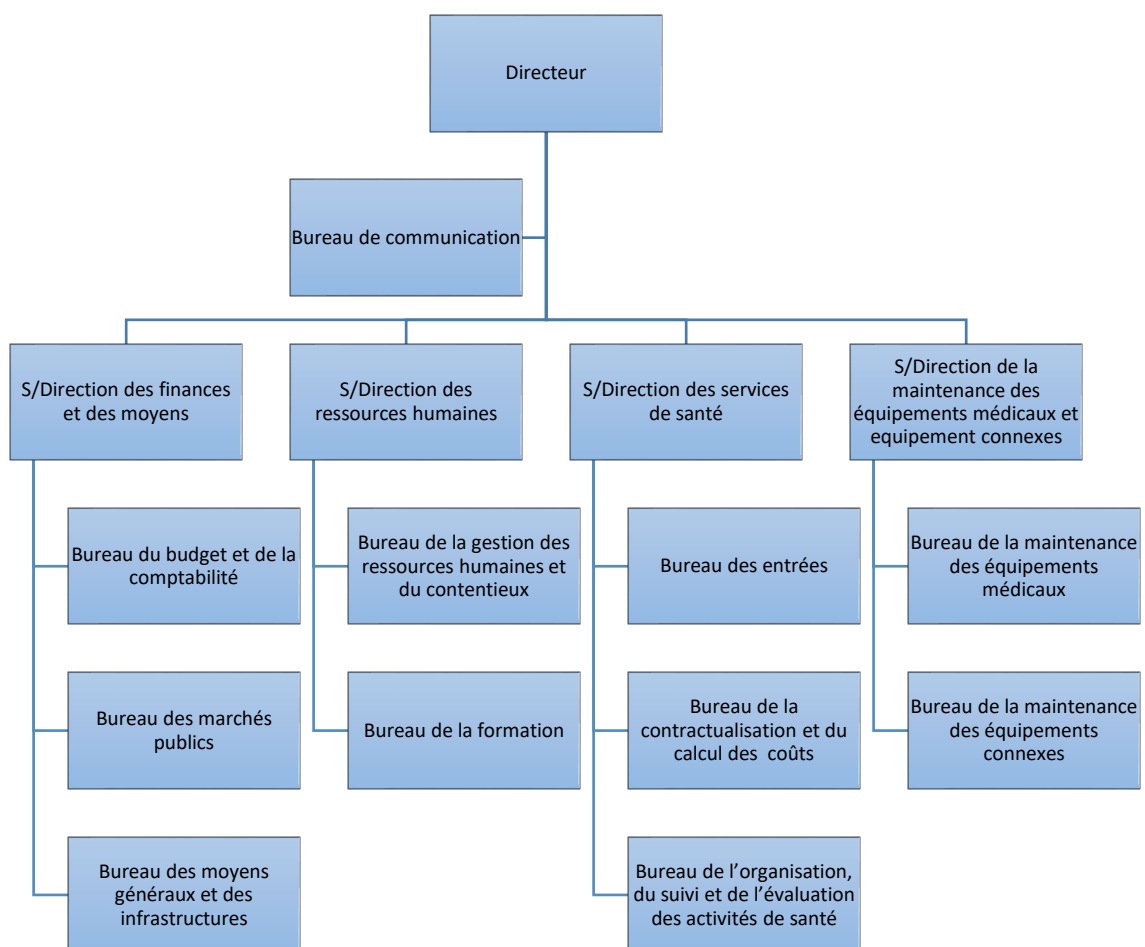 Directeur
Bureau de communication
S/Direction des finances
et des moyens
S/Direction des
ressources humaines
S/Direction des services
de santé
S/Direction de la
maintenance des
équipements médicaux et
equipement connexes
Bureau du budget et de la
comptabilité
Bureau de la gestion des
ressources humaines et
du contentieux
Bureau des entrées
Bureau de la maintenance
des équipements
médicaux
Bureau des marchés
publics
Bureau de la formation
Bureau de la
contractualisation et du
calcul des  coûts
Bureau de la maintenance
des équipements
connexes
Bureau des moyens
généraux et des
infrastructures
Bureau de l’organisation,
du suivi et de l’évaluation
des activités de santé